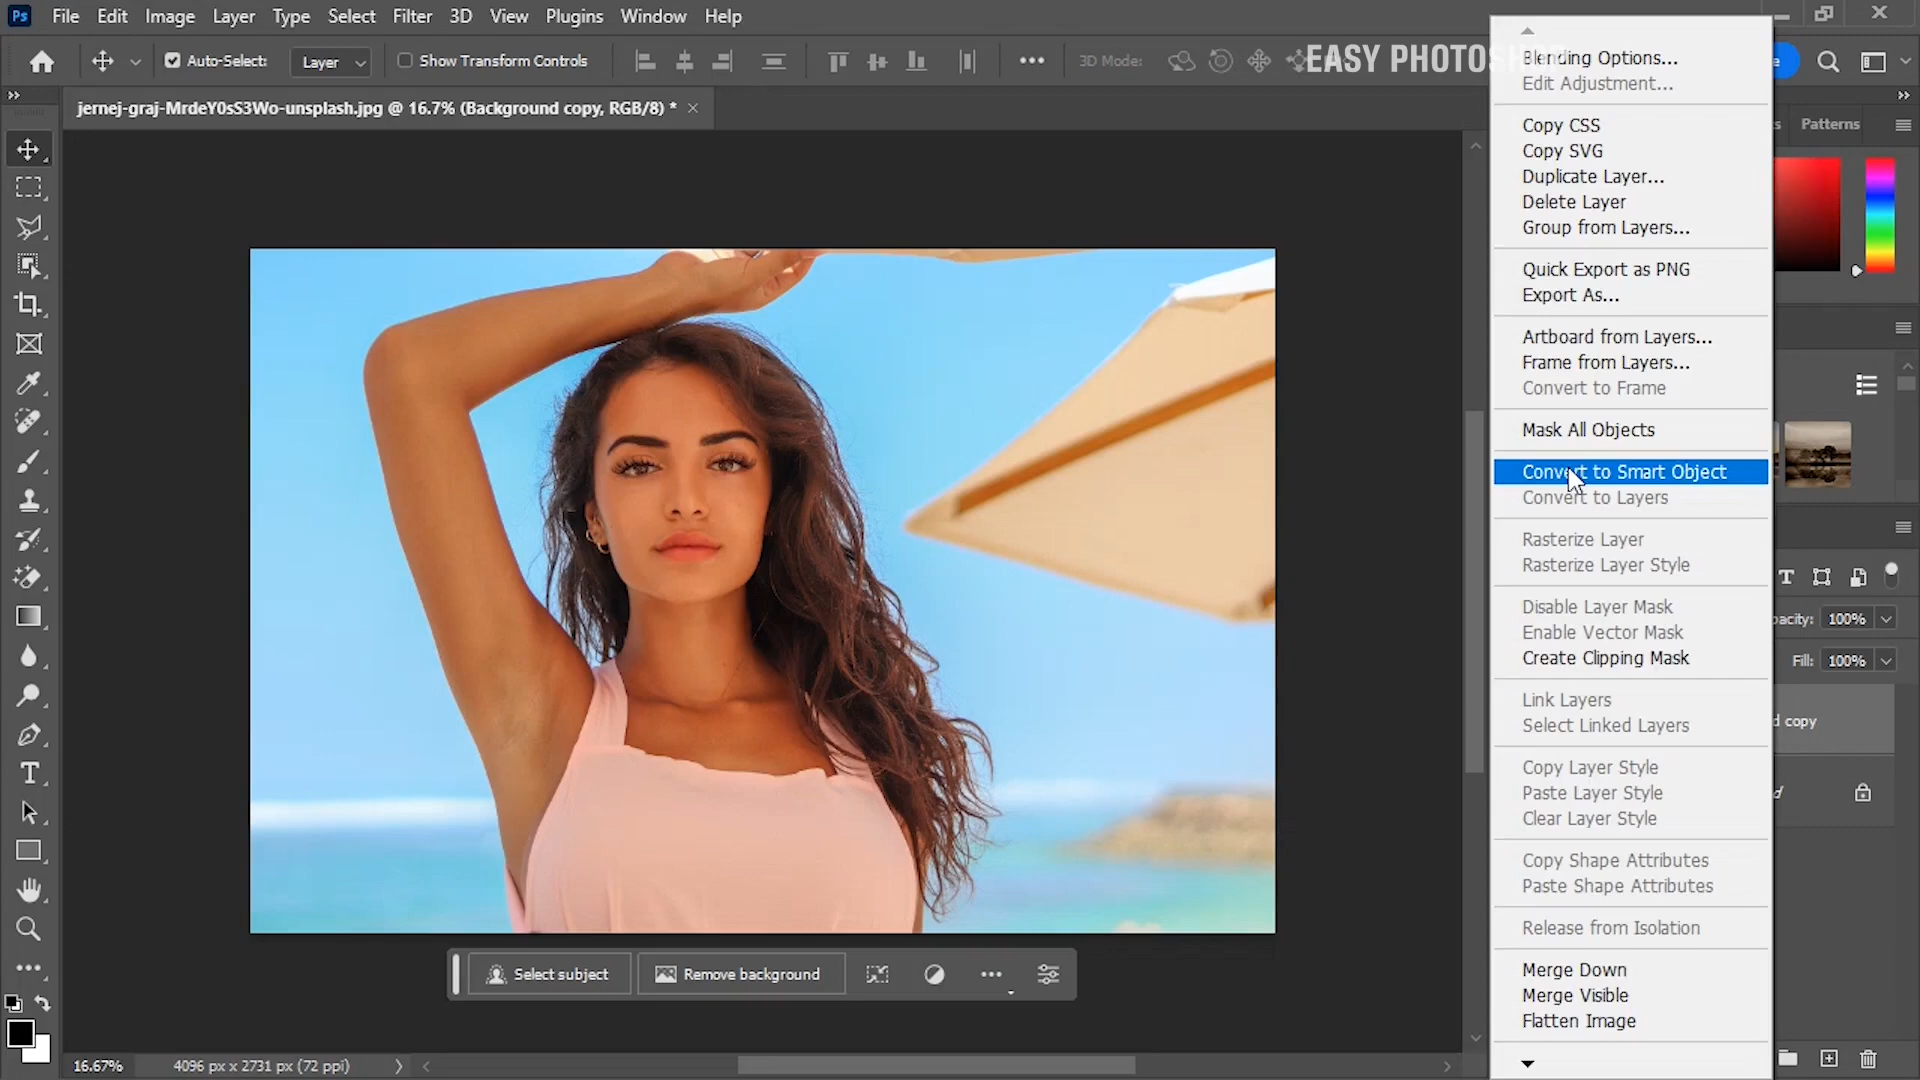 Ps File Edit Image Layer Type Select Filter 3D View Plugins Window Help
Auto-Select: Layer Show Transform Controls 3D Mode:
EASY PHOTOS
jernej-graj-MrdeY0sS3Wo-unsplash.jpg @ 16.7% (Background copy, RGB/8) *
Blending Options...
Edit Adjustment...
Copy CSS
Copy SVG
Duplicate Layer...
Delete Layer
Group from Layers...
Quick Export as PNG
Export As...
Artboard from Layers...
Frame from Layers...
Convert to Frame
Mask All Objects
Convert to Smart Object
Convert to Layers
Rasterize Layer
Rasterize Layer Style
Disable Layer Mask
Enable Vector Mask
Create Clipping Mask
Link Layers
Select Linked Layers
Copy Layer Style
Paste Layer Style
Clear Layer Style
Copy Shape Attributes
Paste Shape Attributes
Release from Isolation
Merge Down
Merge Visible
Flatten Image
Patterns
100%
Fill: 100%
copy
Select subject Remove background
16.67% 4096 px x 2731 px (72 ppi)